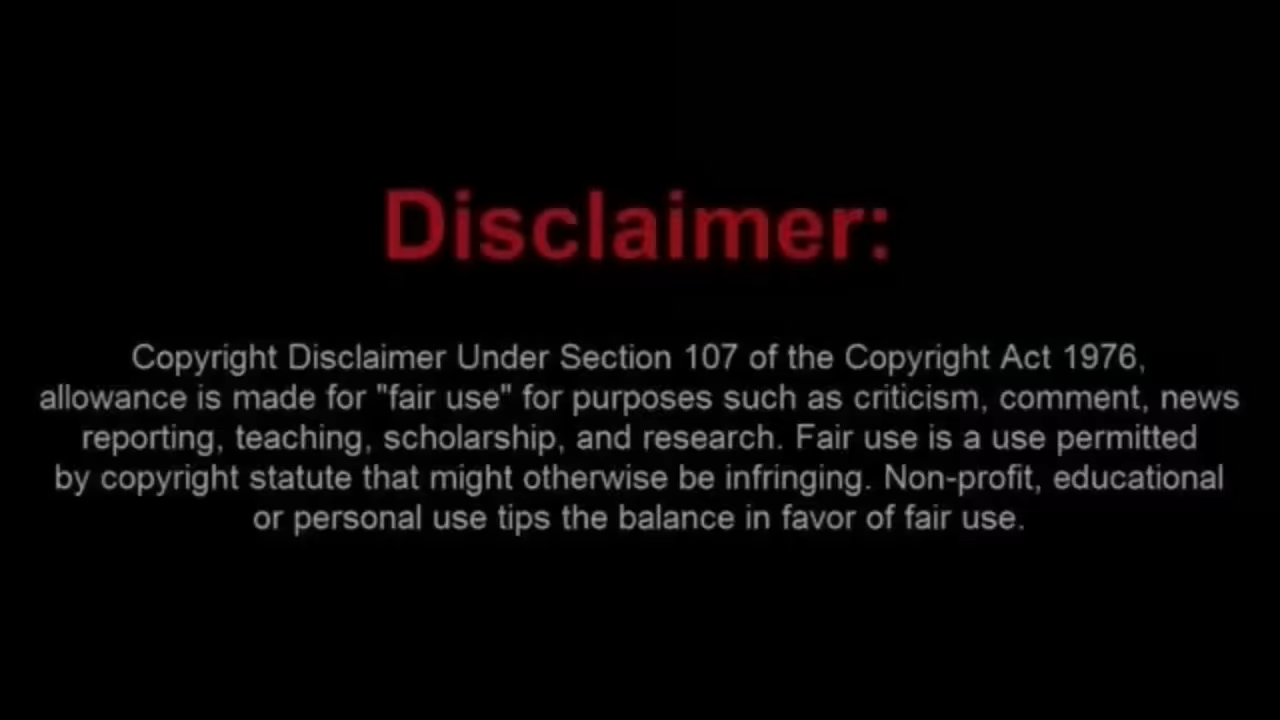 Disclaimer:
Copyright Disclaimer Under Section 107 of the Copyright Act 1976,
allowance is made for "fair use" for purposes such as criticism, comment, news
reporting, teaching, scholarship, and research. Fair use is a use permitted
by copyright statute that might otherwise be infringing. Non-profit, educational
or personal use tips the balance in favor of fair use.